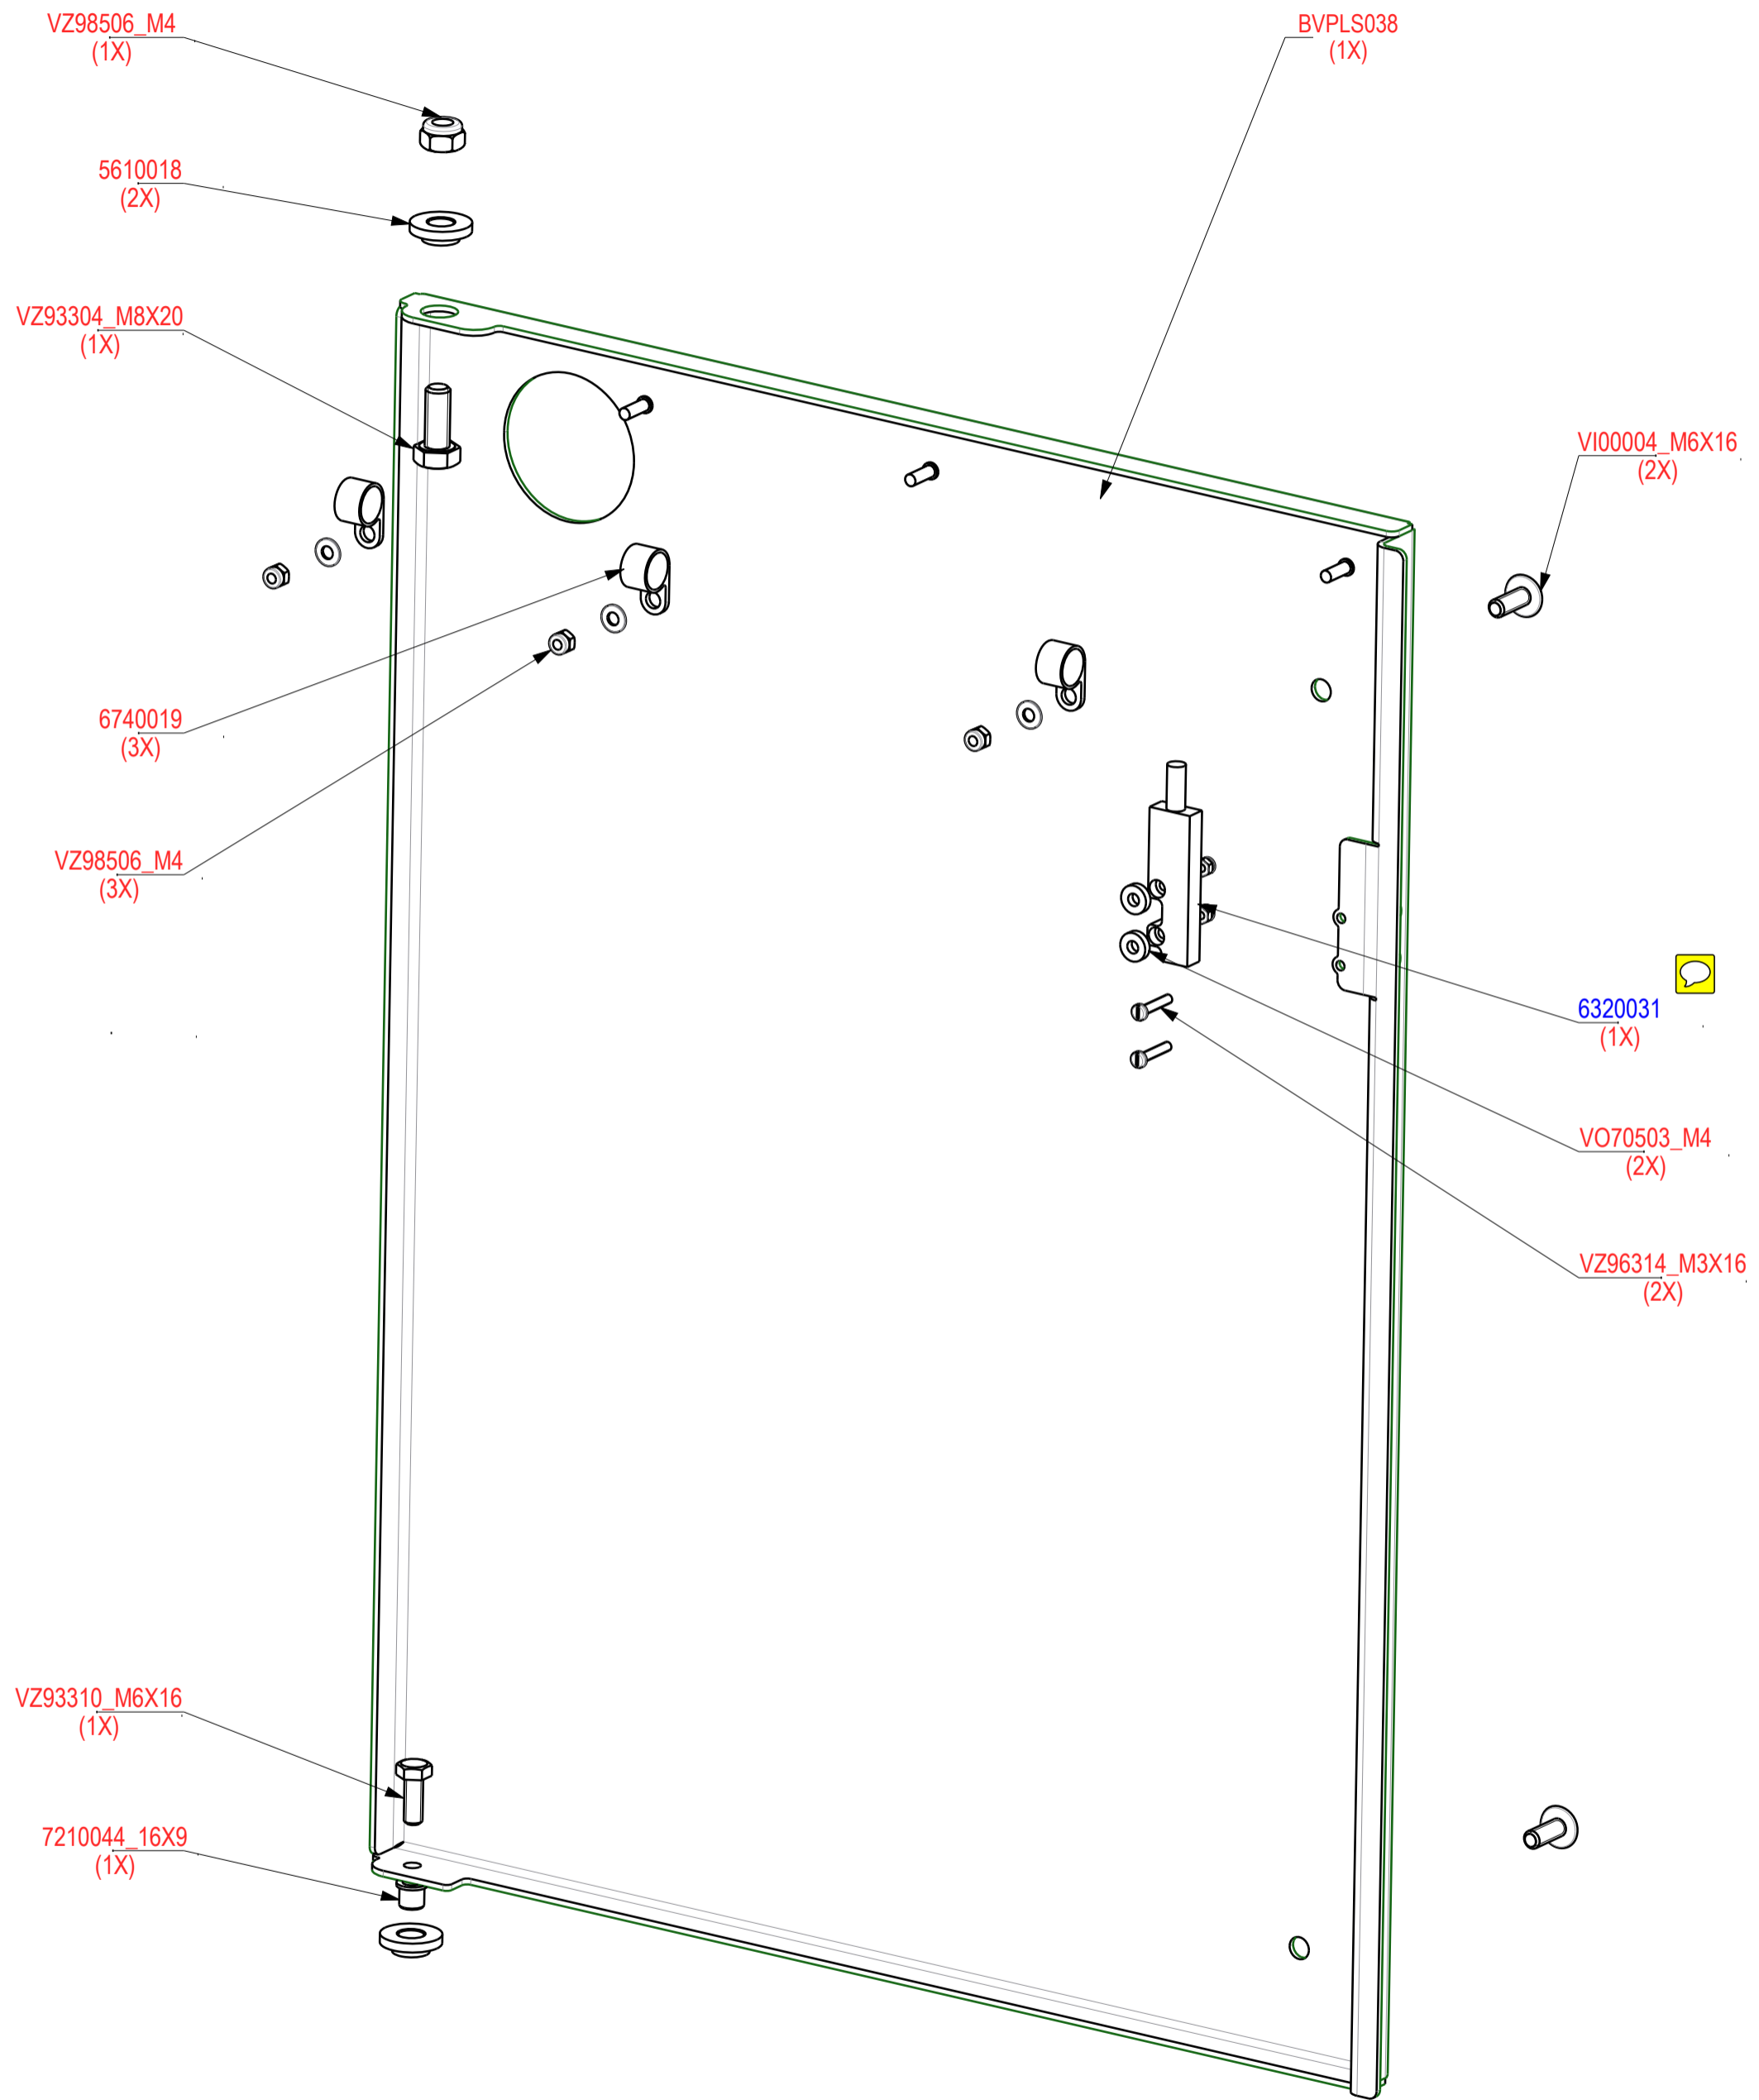 VZ98506_M4
(1X)
BVPLS038
(1X)
5610018
(2X)
VZ93304_M8X20
(1X)
VI00004_M6X16
(2X)
6740019
(3X)
VZ98506_M4
(3X)
6320031
(1X)
VO70503_M4
(2X)
VZ96314_M3X16
(2X)
VZ93310_M6X16
(1X)
7210044_16X9
(1X)